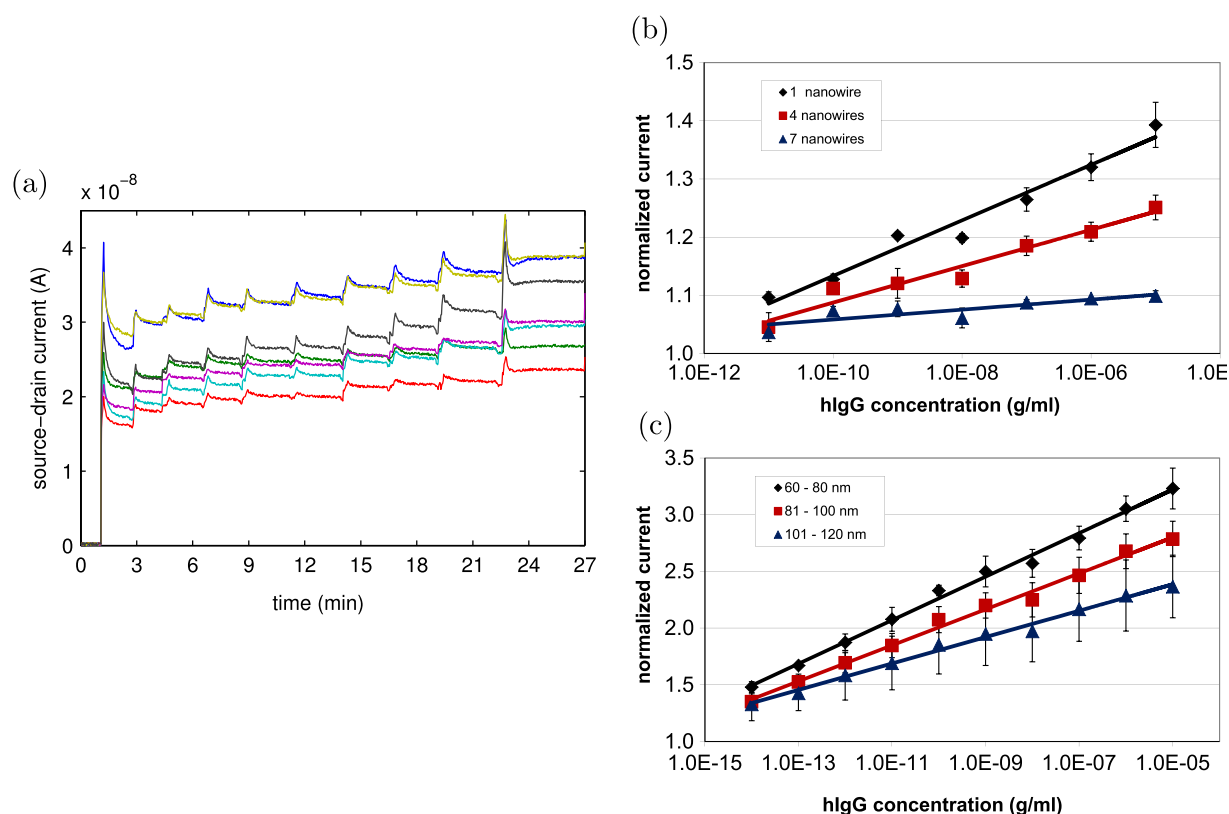 (a)
x 10⁻⁸
4
3
2
1
0
source−drain current (A)
0 3 6 9 12 15 18 21 24 27
time (min)
(b)
1.5
1.4
1.3
1.2
1.1
1.0
normalized current
1 nanowire
4 nanowires
7 nanowires
1.0E-12 1.0E-10 1.0E-08 1.0E-06 1.0
hIgG concentration (g/ml)
(c)
3.5
3.0
2.5
2.0
1.5
1.0
normalized current
60 - 80 nm
81 - 100 nm
101 - 120 nm
1.0E-15 1.0E-13 1.0E-11 1.0E-09 1.0E-07 1.0E-05
hIgG concentration (g/ml)